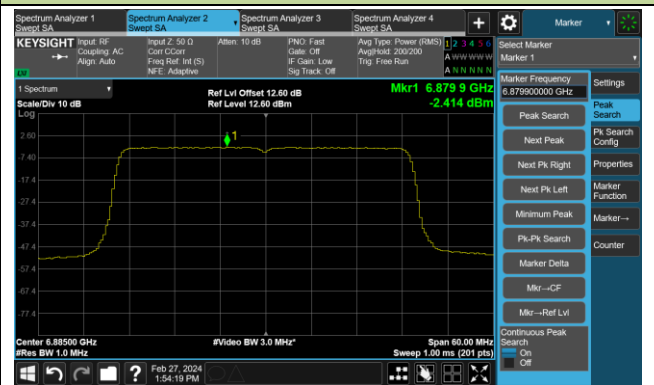 Spectrum Analyzer 1
Swept SA
Spectrum Analyzer 2
Swept SA
Spectrum Analyzer 3
Swept SA
Spectrum Analyzer 4
Swept SA
+
Marker
KEYSIGHT
Input: RF
Coupling: AC
Align: Auto
Input Z: 50 Ω
Corr CCorr
Freq Ref: Int (S)
NFE: Adaptive
Atten: 10 dB
PNO: Fast
Gate: Off
IF Gain: Low
Sig Track: Off
Avg Type: Power (RMS)
Avg|Hold: 200/200
Trig: Free Run
1 2 3 4 5 6
A W W W W W
A N N N N N
Select Marker
Marker 1
1 Spectrum
Scale/Div 10 dB
Log
Ref Lvl Offset 12.60 dB
Ref Level 12.60 dBm
Mkr1 6.879 9 GHz
-2.414 dBm
1
2.60
-7.40
-17.4
-27.4
-37.4
-47.4
-57.4
-67.4
-77.4
Center 6.88500 GHz
#Res BW 1.0 MHz
#Video BW 3.0 MHz*
Span 60.00 MHz
Sweep 1.00 ms (201 pts)
Marker Frequency
6.879900000 GHz
Peak Search
Next Peak
Next Pk Right
Next Pk Left
Minimum Peak
Pk-Pk Search
Marker Delta
Mkr→CF
Mkr→Ref Lvl
Continuous Peak
Search
On
Off
Settings
Peak
Search
Pk Search
Config
Properties
Marker
Function
Marker→
Counter
?
Feb 27, 2024
1:54:19 PM